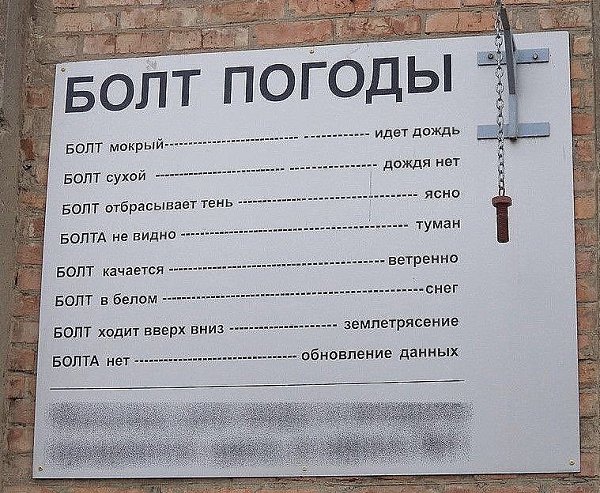 БОЛТ ПОГОДЫ
БОЛТ мокрый--------------------------- -------------- идет дождь
БОЛТ сухой --------------------------- -------------- дождя нет
БОЛТ отбрасывает тень ------------------------------- ясно
БОЛТА не видно --------------------------------------- туман
БОЛТ качается ------------------------------------- ветренно
БОЛТ в белом ---------------------------------------------снег
БОЛТ ходит вверх вниз ------------------ землетрясение
БОЛТА нет --------------------------- обновление данных